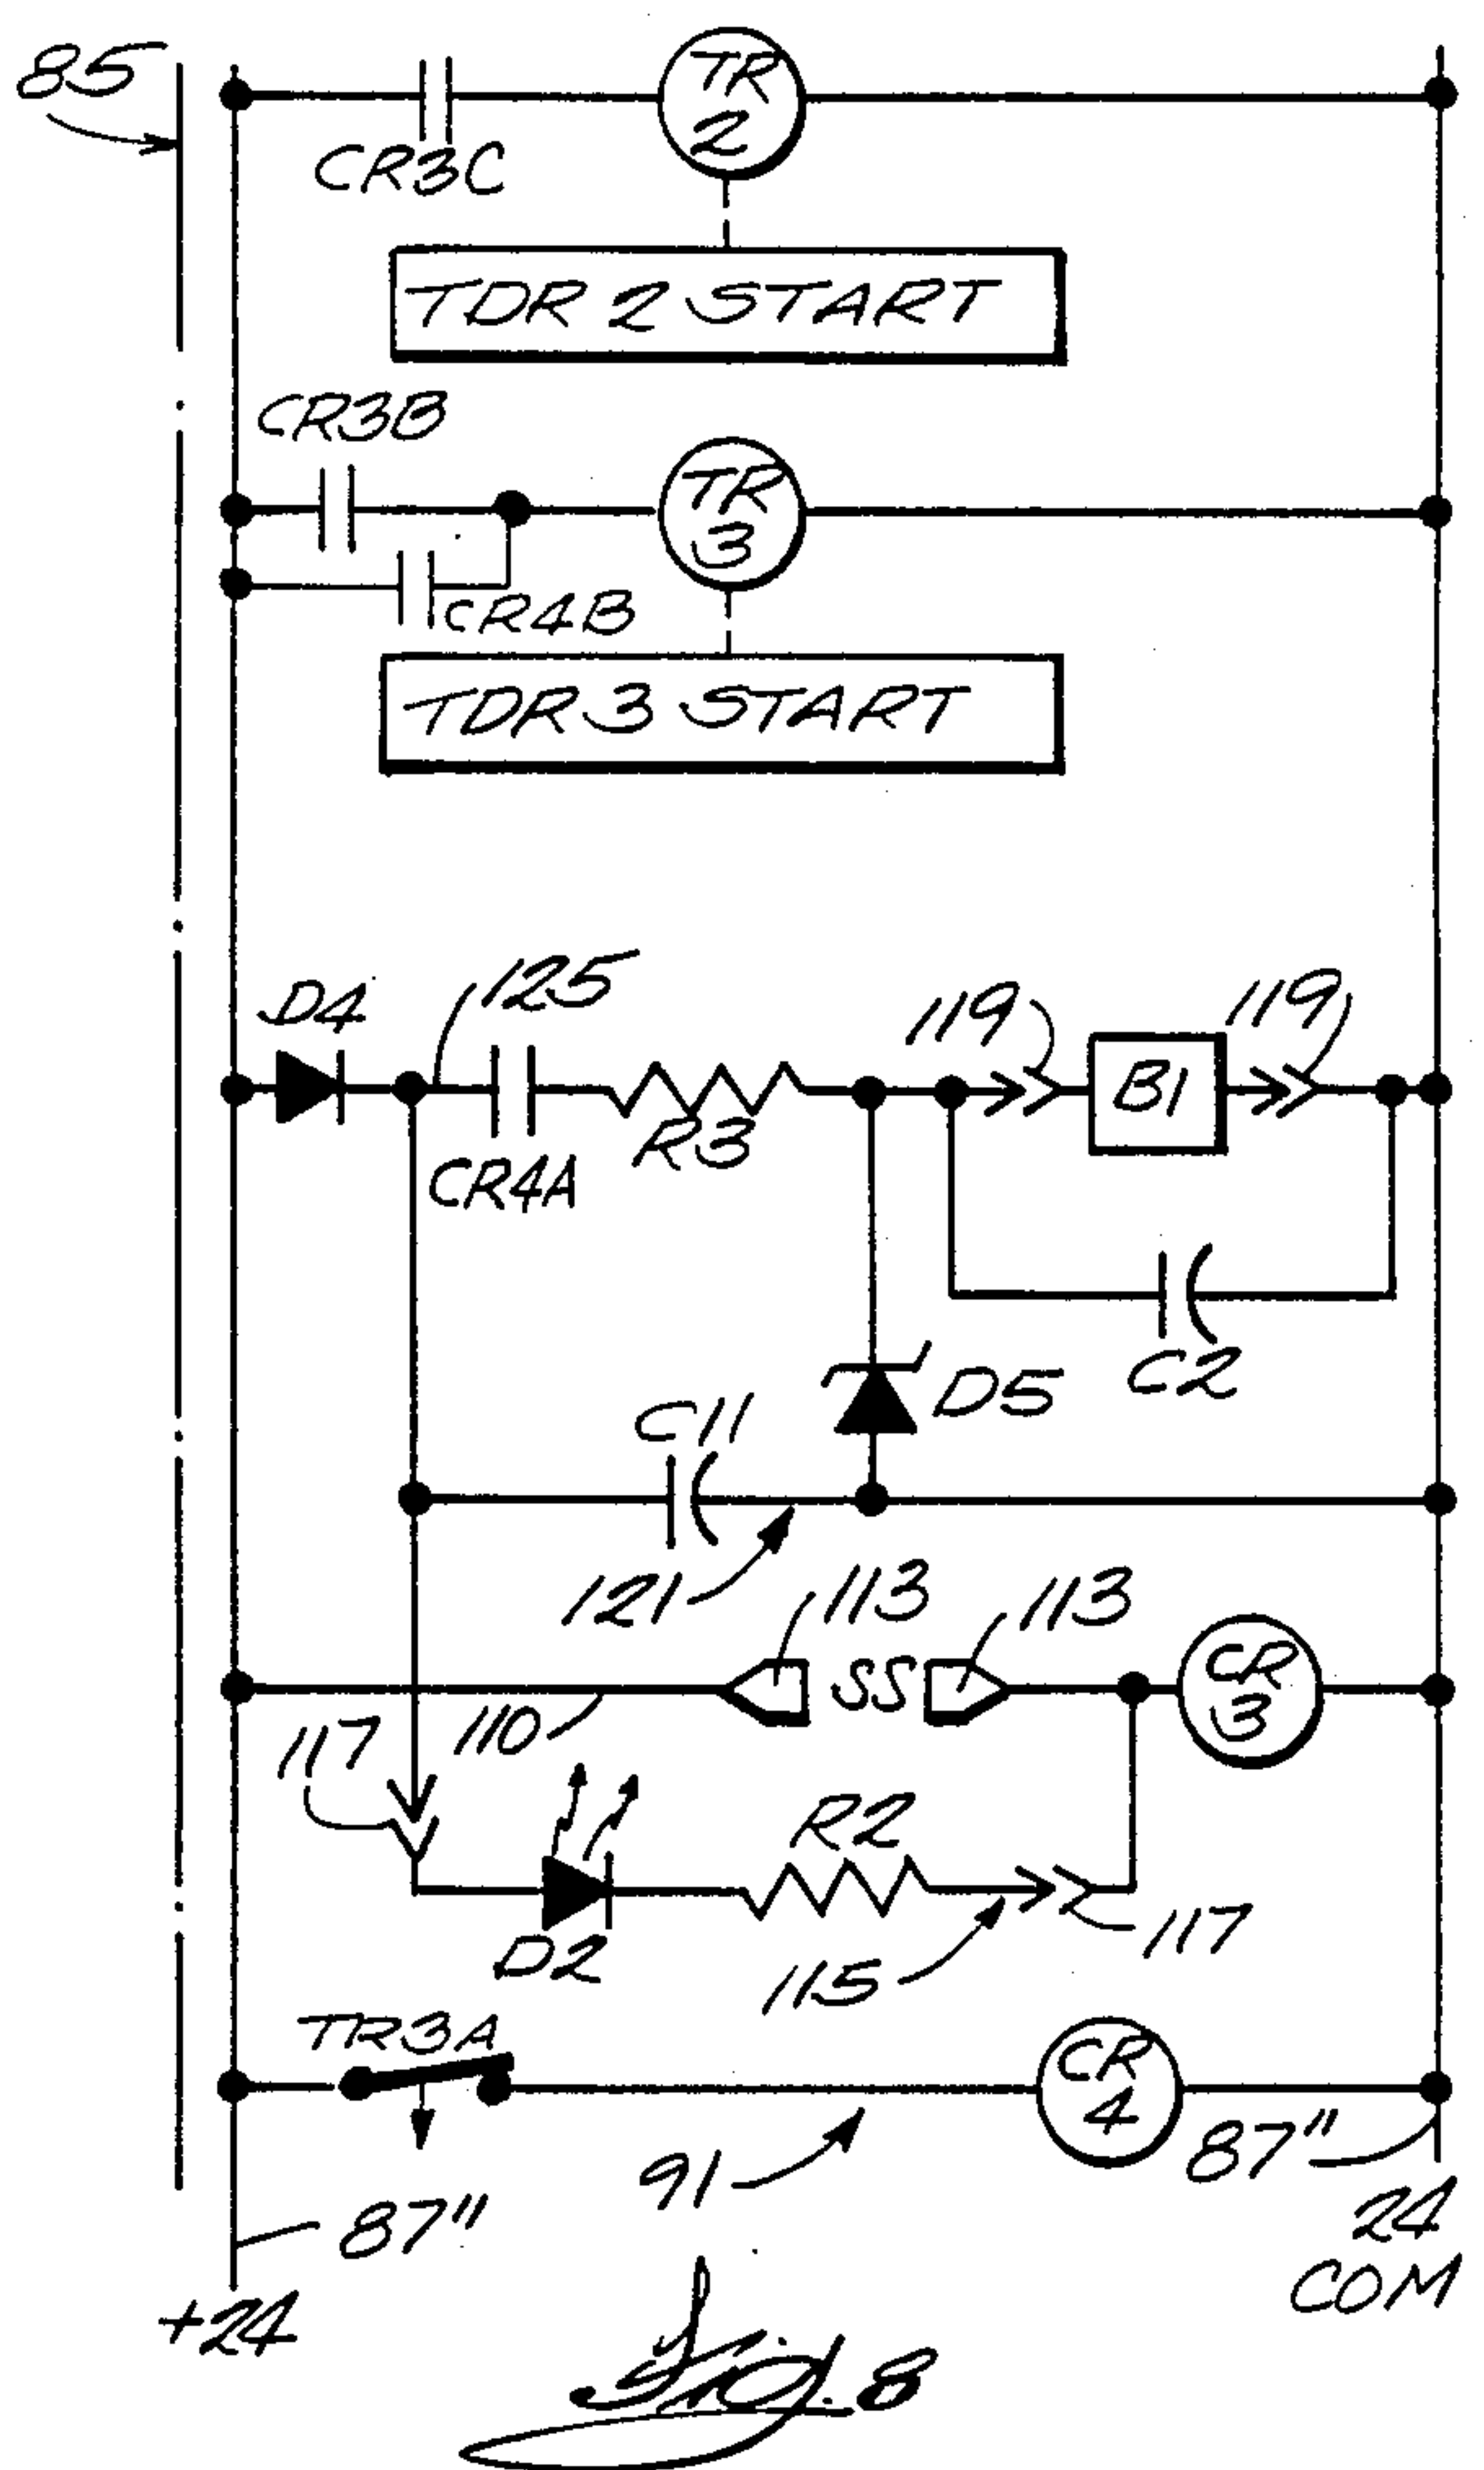 85
TR
2
CR3C
TDR 2 START
CR3B
TR
3
CR4B
TDR 3 START
D4
125
119
119
B1
R3
CR4A
C2
D5
C11
121
113
113
SS
CR
3
110
117
R2
D2
115
117
TR3A
CR
4
91
87"
87"
24
COM
+24
Fig. 8